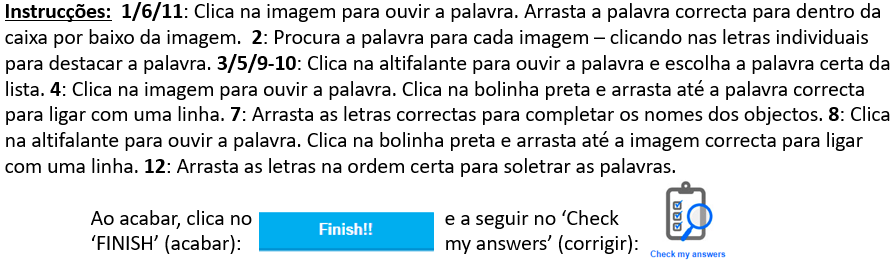 Instrucções: 1/6/11: Clica na imagem para ouvir a palavra. Arrasta a palavra correcta para dentro da
caixa por baixo da imagem. 2: Procura a palavra para cada imagem – clicando nas letras individuais
para destacar a palavra. 3/5/9-10: Clica na altifalante para ouvir a palavra e escolha a palavra certa da
lista. 4: Clica na imagem para ouvir a palavra. Clica na bolinha preta e arrasta até a palavra correcta
para ligar com uma linha. 7: Arrasta as letras correctas para completar os nomes dos objectos. 8: Clica
na altifalante para ouvir a palavra. Clica na bolinha preta e arrasta até a imagem correcta para ligar
com uma linha. 12: Arrasta as letras na ordem certa para soletrar as palavras.
Ao acabar, clica no
‘FINISH’ (acabar):
Finish!!
e a seguir no ‘Check
my answers’ (corrigir):
Check my answers